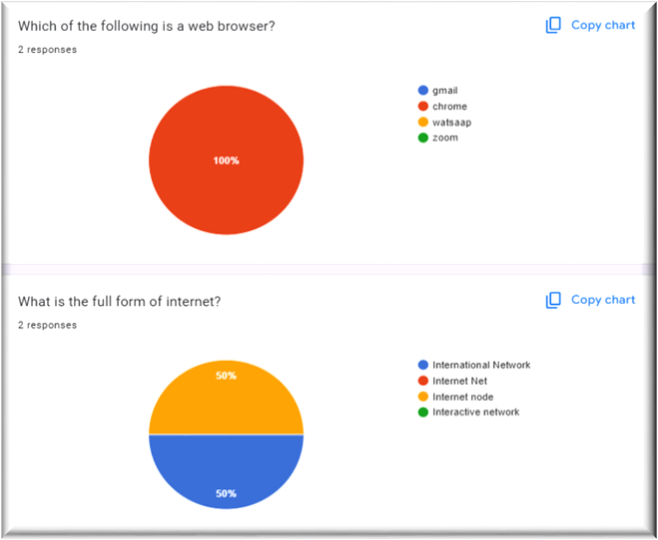 Which of the following is a web browser?
Copy chart
2 responses
gmail
chrome
watsaap
zoom
100%
What is the full form of internet?
Copy chart
2 responses
International Network
Internet Net
Internet node
Interactive network
50%
50%